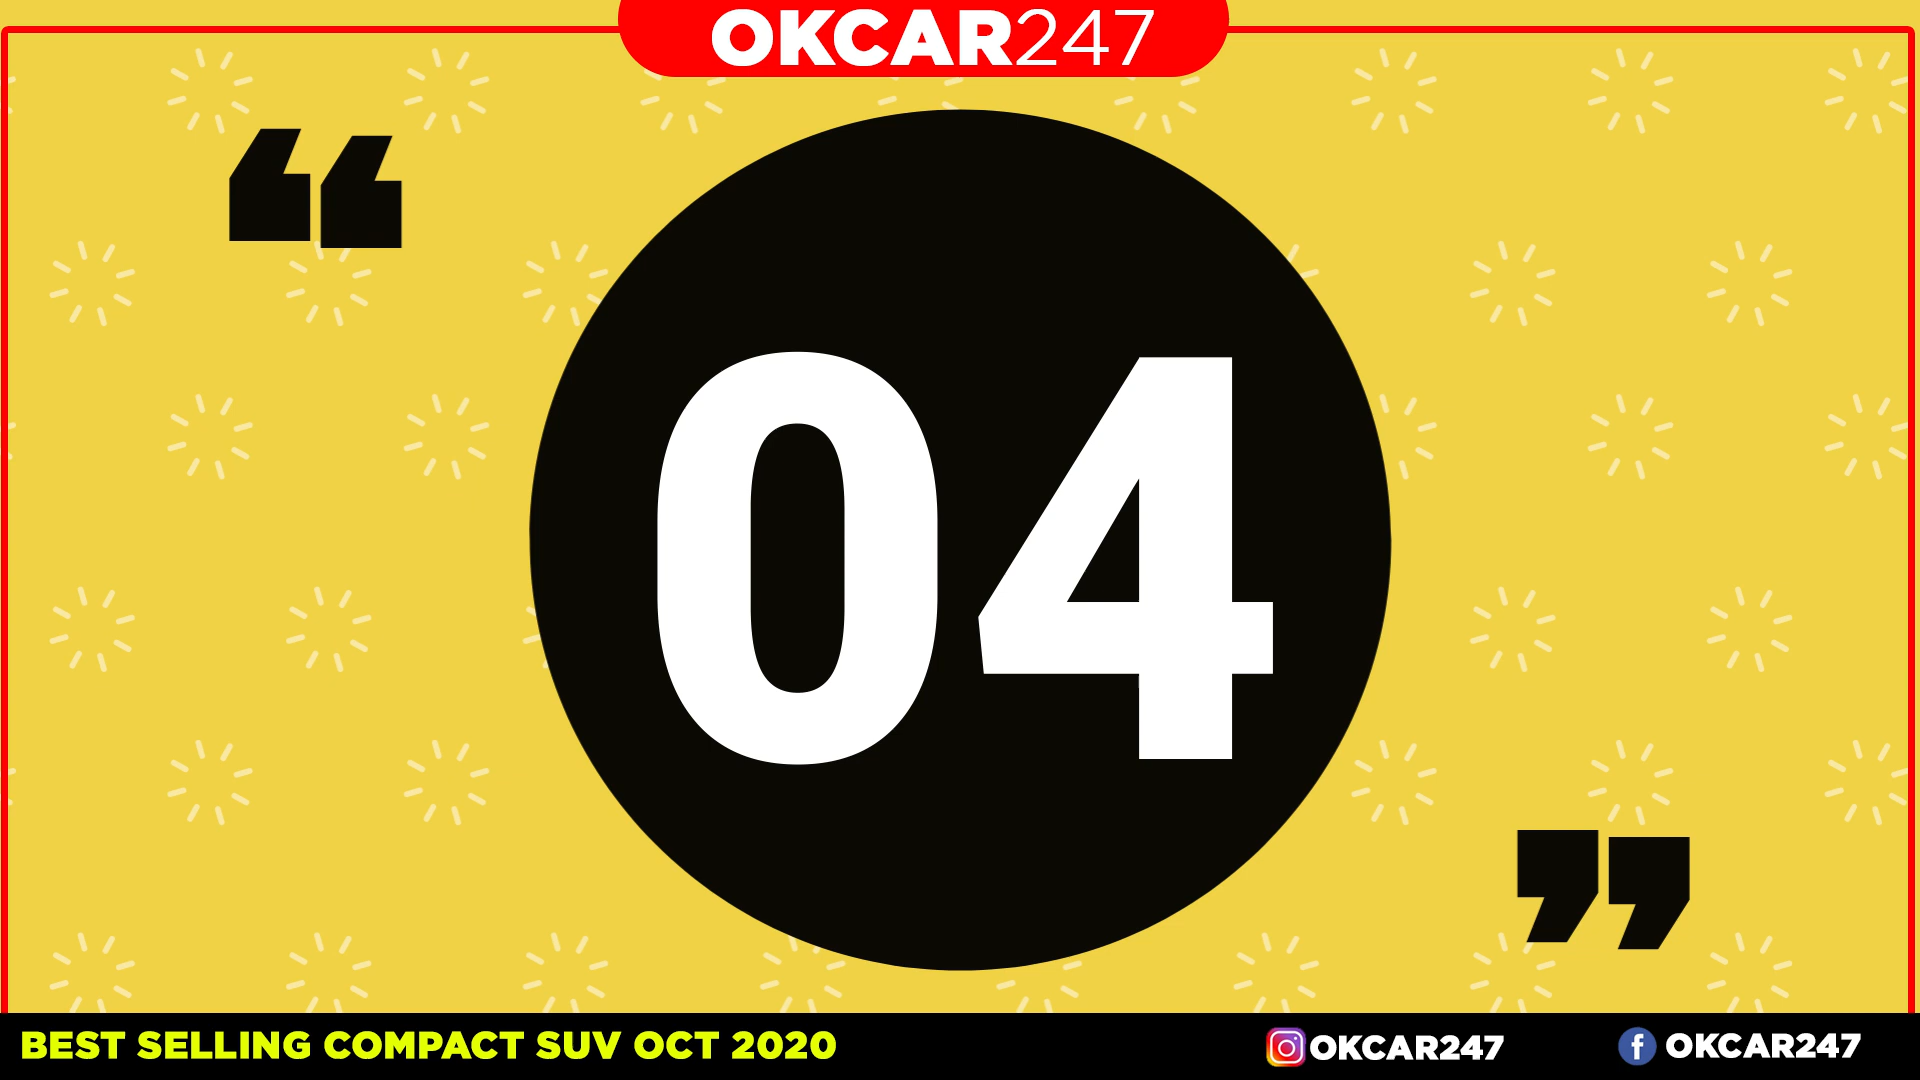 OKCAR247
“
04
”
BEST SELLING COMPACT SUV OCT 2020
OKCAR247
OKCAR247